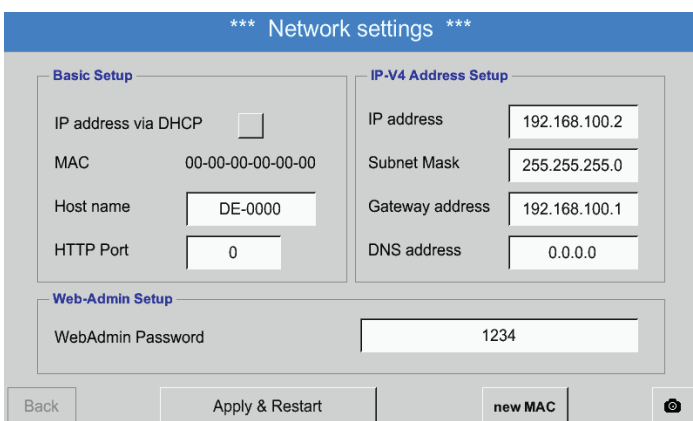 *** Network settings ***
Basic Setup
IP address via DHCP
MAC 00-00-00-00-00-00
Host name DE-0000
HTTP Port 0
IP-V4 Address Setup
IP address 192.168.100.2
Subnet Mask 255.255.255.0
Gateway address 192.168.100.1
DNS address 0.0.0.0
Web-Admin Setup
WebAdmin Password 1234
Back Apply & Restart new MAC